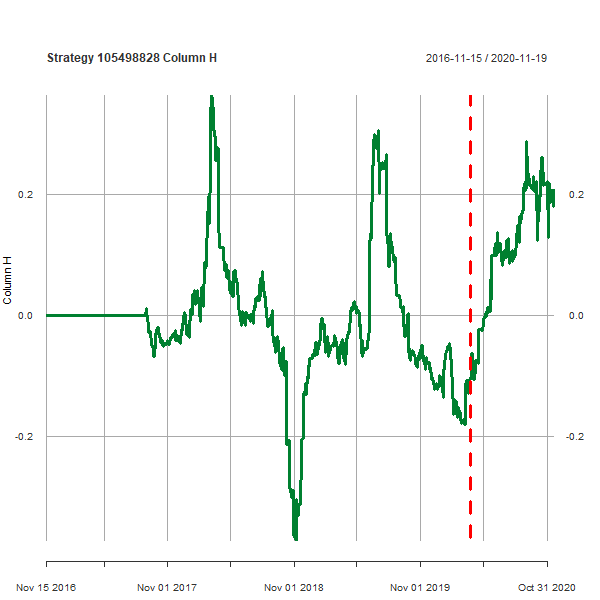 Strategy 105498828 Column H
2016-11-15 / 2020-11-19
0.2
0.2
Column H
0.0
0.0
-0.2
-0.2
Nov 15 2016
Nov 01 2017
Nov 01 2018
Nov 01 2019
Oct 31 2020